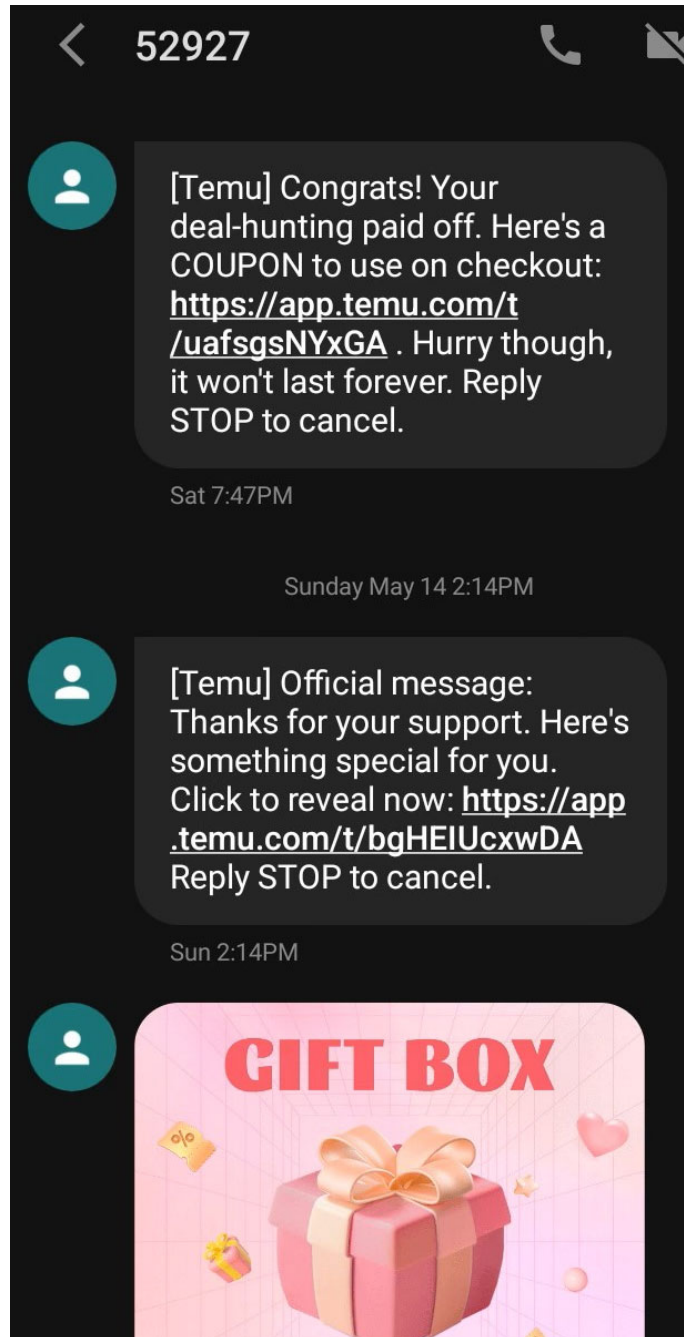 52927
[Temu] Congrats! Your
deal-hunting paid off. Here's a
COUPON to use on checkout:
https://app.temu.com/t
/uafsgsNYxGA . Hurry though,
it won't last forever. Reply
STOP to cancel.
Sat 7:47PM
Sunday May 14 2:14PM
[Temu] Official message:
Thanks for your support. Here's
something special for you.
Click to reveal now: https://app
.temu.com/t/bgHEIUcxwDA
Reply STOP to cancel.
Sun 2:14PM
GIFT BOX
%